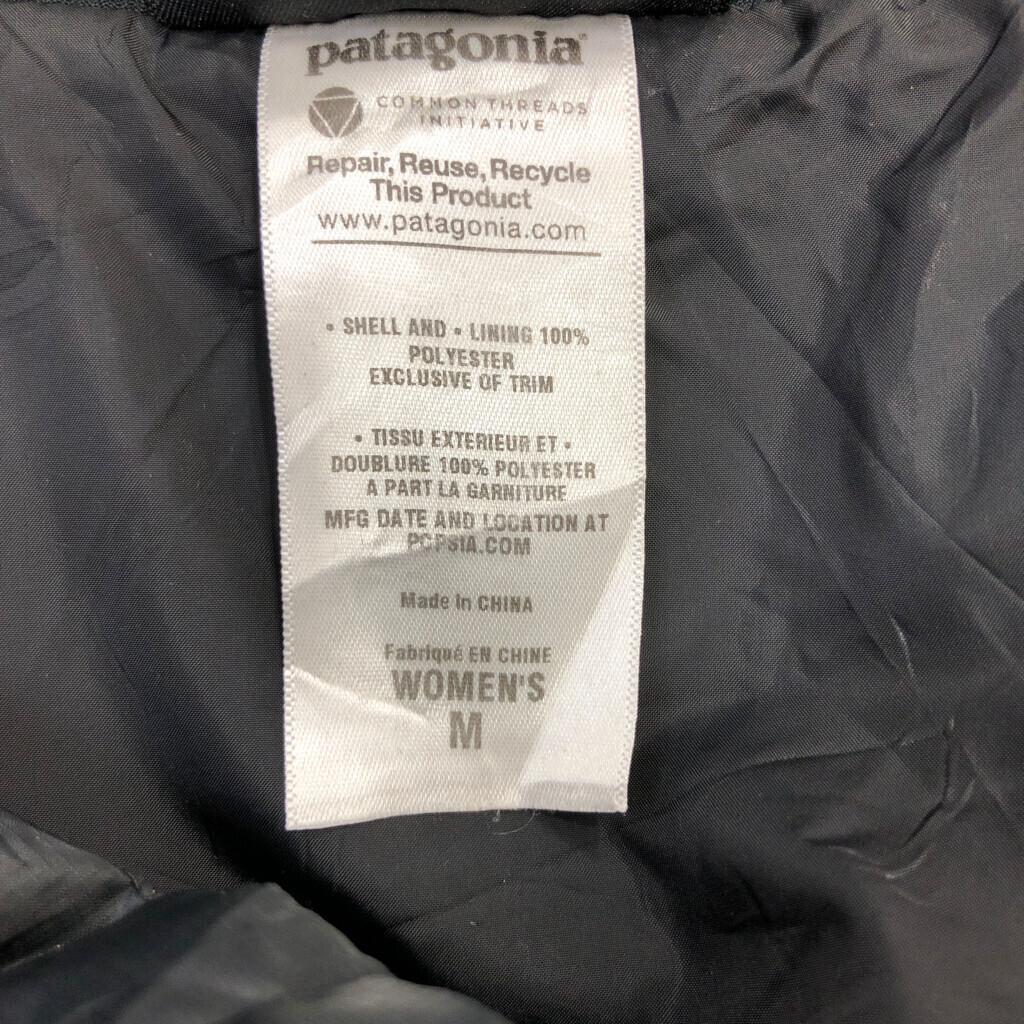 patagonia®
COMMON THREADS
INITIATIVE
Repair, Reuse, Recycle
This Product
www.patagonia.com
• SHELL AND • LINING 100%
POLYESTER
EXCLUSIVE OF TRIM
• TISSU EXTERIEUR ET •
DOUBLURE 100% POLYESTER
A PART LA GARNITURE
MFG DATE AND LOCATION AT
POPSIA.COM
Made in CHINA
Fabriqué EN CHINE
WOMEN'S
M